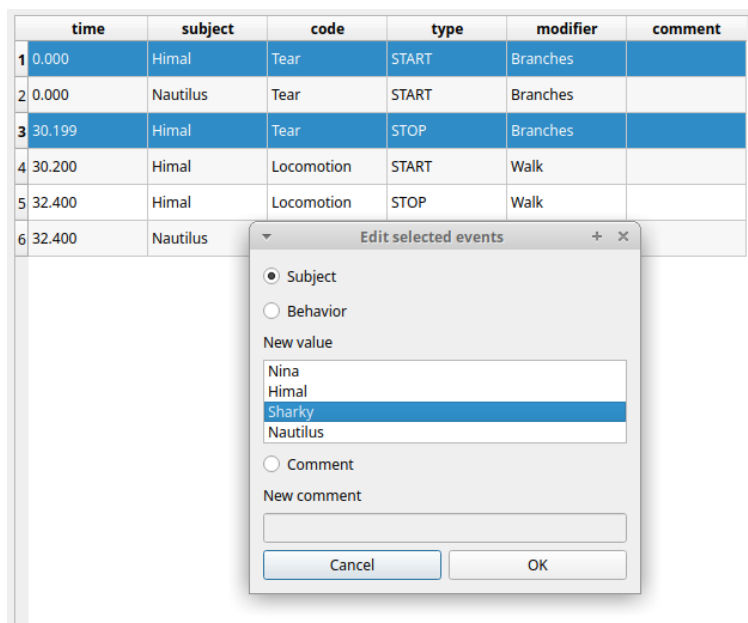 time subject code type modifier comment
1 0.000 Himal Tear START Branches
2 0.000 Nautilus Tear START Branches
3 30.199 Himal Tear STOP Branches
4 30.200 Himal Locomotion START Walk
5 32.400 Himal Locomotion STOP Walk
6 32.400 Nautilus
Edit selected events
Subject
Behavior
New value
Nina
Himal
Sharky
Nautilus
Comment
New comment
Cancel OK